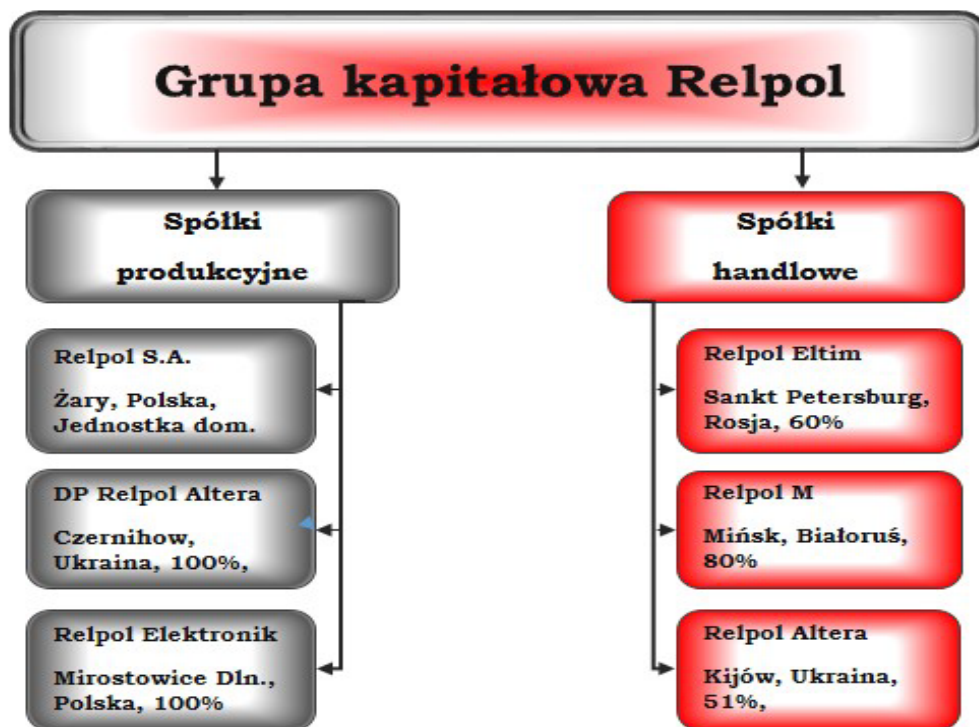 Grupa kapitałowa Relpol
Spółki
produkcyjne
Relpol S.A.
Żary, Polska,
Jednostka dom.
DP Relpol Altera
Czernihow,
Ukraina, 100%,
Relpol Elektronik
Mirostowice Dln.,
Polska, 100%
Spółki
handlowe
Relpol Eltim
Sankt Petersburg,
Rosja, 60%
Relpol M
Mińsk, Białoruś,
80%
Relpol Altera
Kijów, Ukraina,
51%,